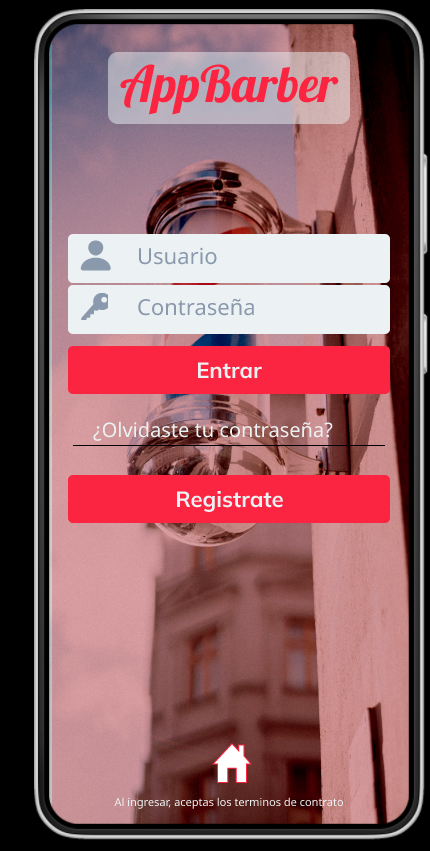 AppBarber
Usuario
Contraseña
Entrar
¿Olvidaste tu contraseña?
Registrate
Al ingresar, aceptas los terminos de contrato